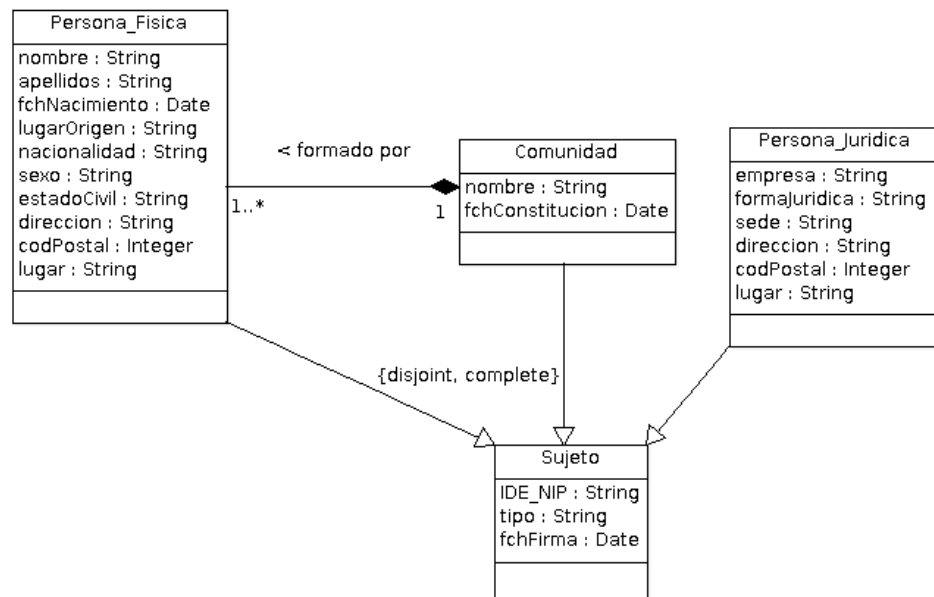 Persona_Fisica
nombre : String
apellidos : String
fchNacimiento : Date
lugarOrigen : String
nacionalidad : String
sexo : String
estadoCivil : String
direccion : String
codPostal : Integer
lugar : String
< formado por
1..*
1
Comunidad
nombre : String
fchConstitucion : Date
Persona_Juridica
empresa : String
formaJuridica : String
sede : String
direccion : String
codPostal : Integer
lugar : String
{disjoint, complete}
Sujeto
IDE_NIP : String
tipo : String
fchFirma : Date